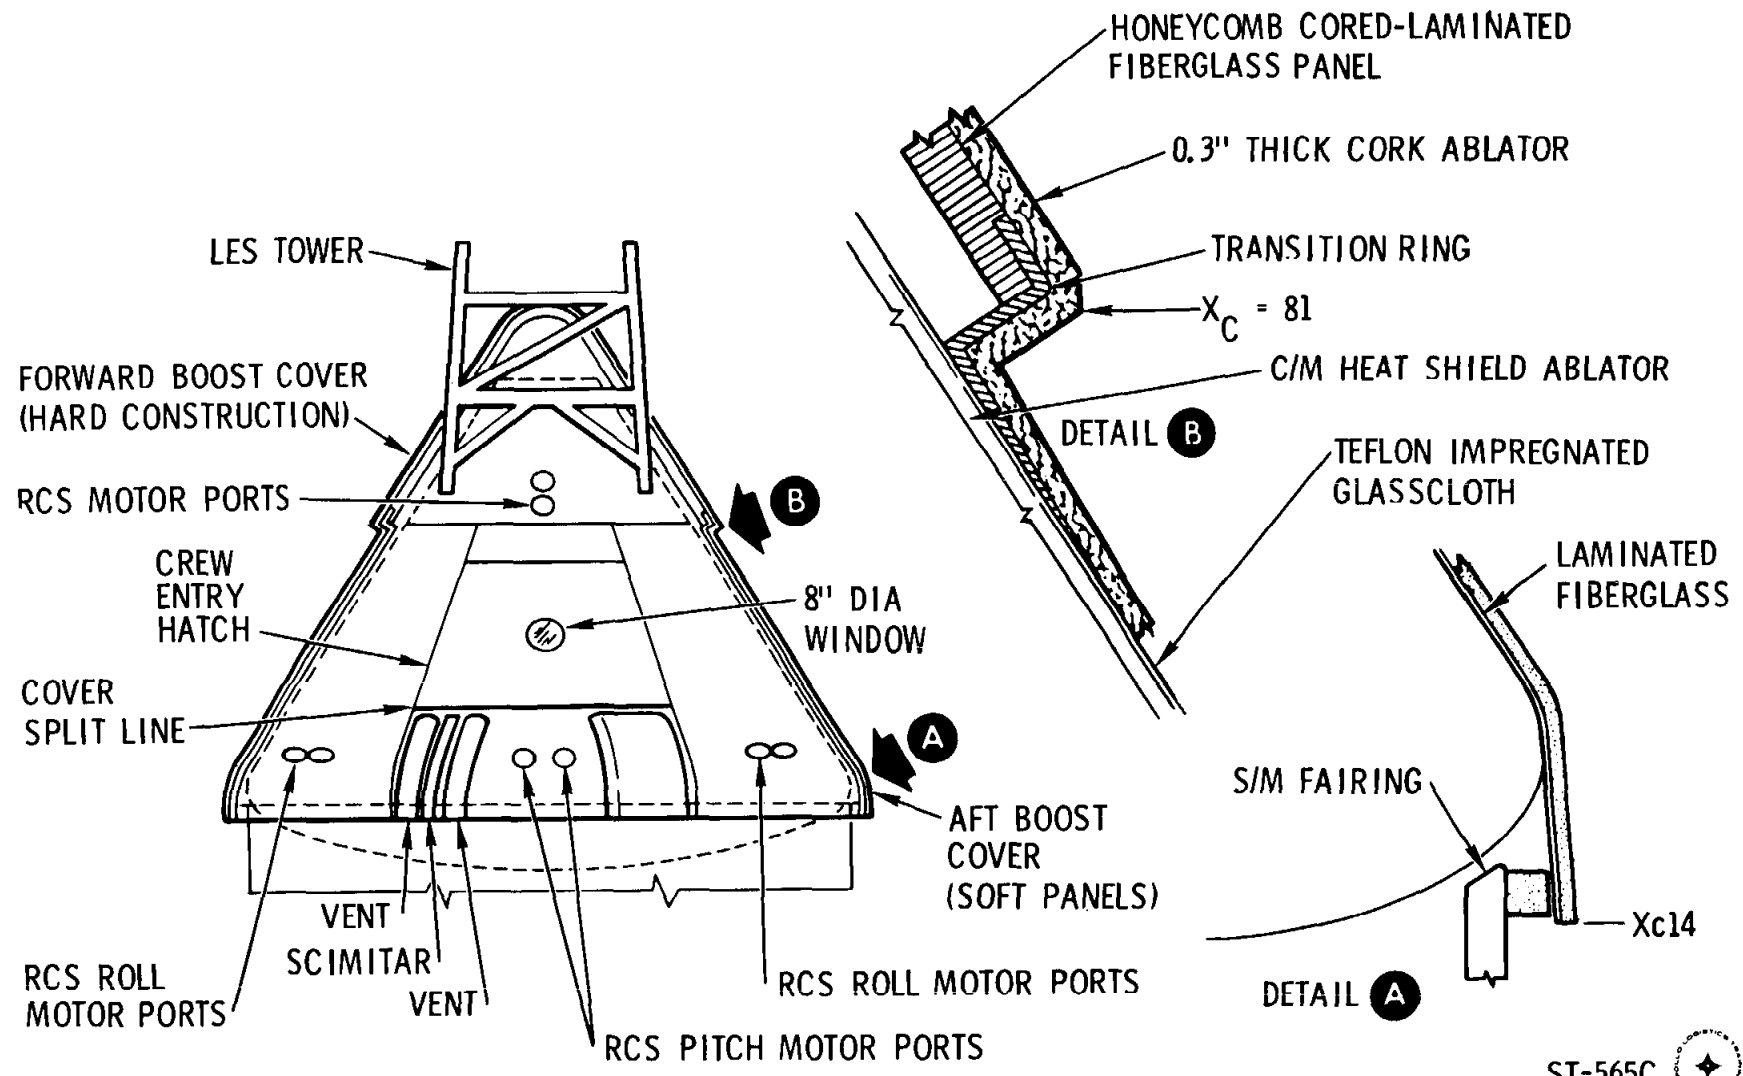 HONEYCOMB CORED-LAMINATED
FIBERGLASS PANEL
0.3" THICK CORK ABLATOR
LES TOWER
TRANSITION RING
X_C = 81
FORWARD BOOST COVER
(HARD CONSTRUCTION)
C/M HEAT SHIELD ABLATOR
DETAIL B
TEFLON IMPREGNATED
GLASSCLOTH
RCS MOTOR PORTS
B
CREW
ENTRY
HATCH
8" DIA
WINDOW
LAMINATED
FIBERGLASS
COVER
SPLIT LINE
A
S/M FAIRING
AFT BOOST
COVER
(SOFT PANELS)
VENT
SCIMITAR
VENT
Xc14
RCS ROLL
MOTOR PORTS
RCS ROLL MOTOR PORTS
DETAIL A
RCS PITCH MOTOR PORTS
ST-565C